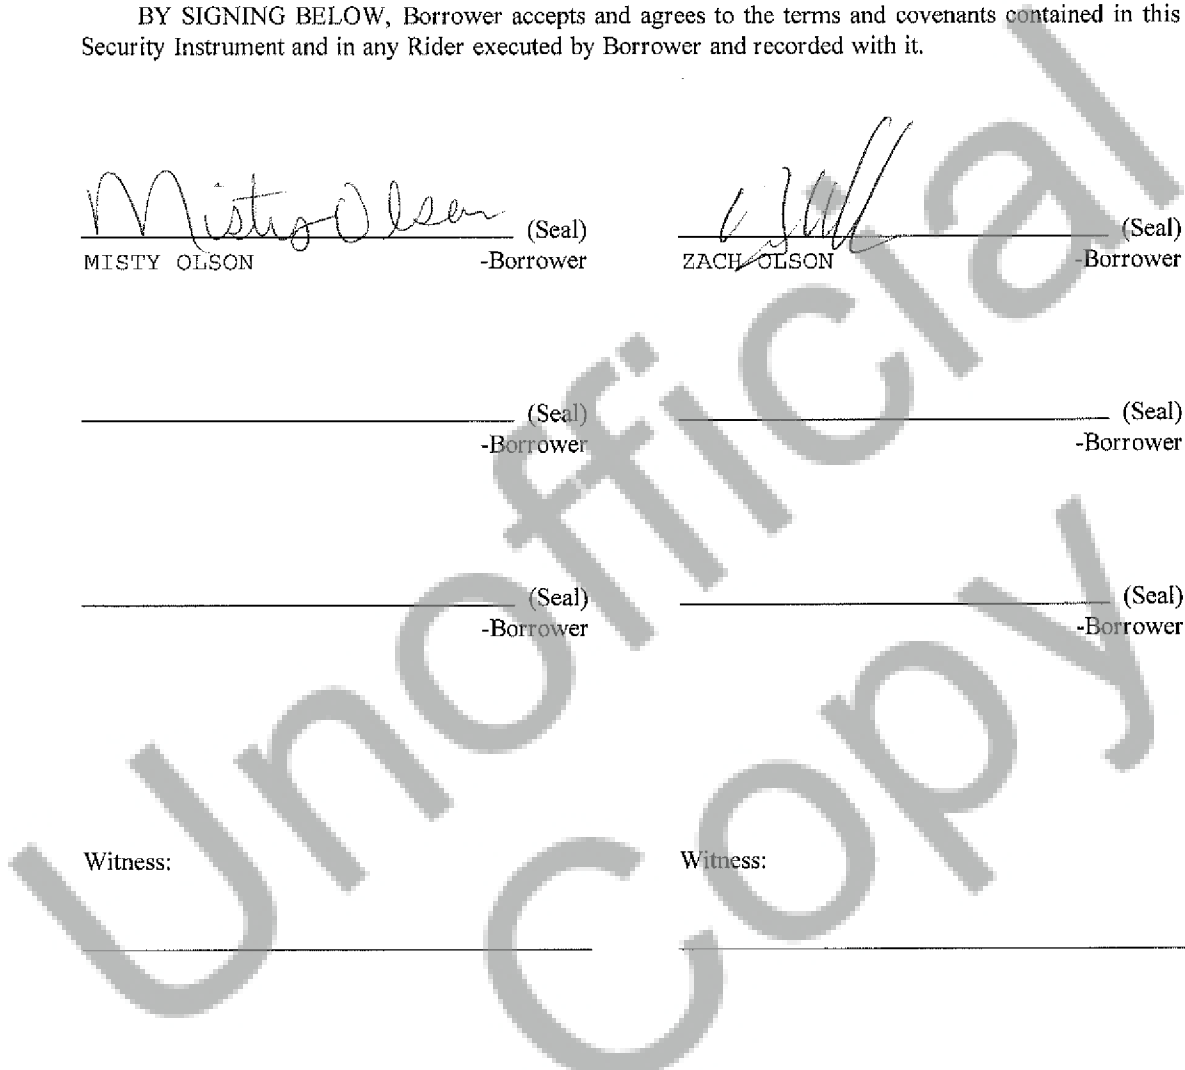 BY SIGNING BELOW, Borrower accepts and agrees to the terms and covenants contained in this
Security Instrument and in any Rider executed by Borrower and recorded with it.
Misty Olson
(Seal)
MISTY OLSON
-Borrower
(Seal)
ZACH OLSON
-Borrower
(Seal)
-Borrower
(Seal)
-Borrower
(Seal)
-Borrower
(Seal)
-Borrower
Witness:
Witness:
Unofficial
Copy